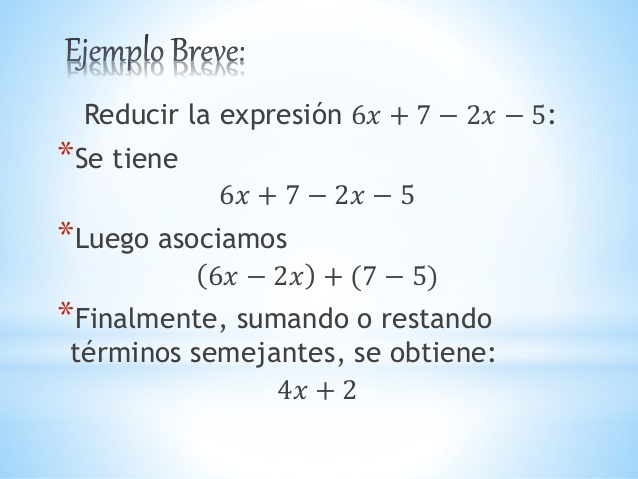 Ejemplo Breve:
Reducir la expresión 6𝑥 + 7 − 2𝑥 − 5:
*Se tiene
6𝑥 + 7 − 2𝑥 − 5
*Luego asociamos
(6𝑥 − 2𝑥) + (7 − 5)
*Finalmente, sumando o restando
términos semejantes, se obtiene:
4𝑥 + 2